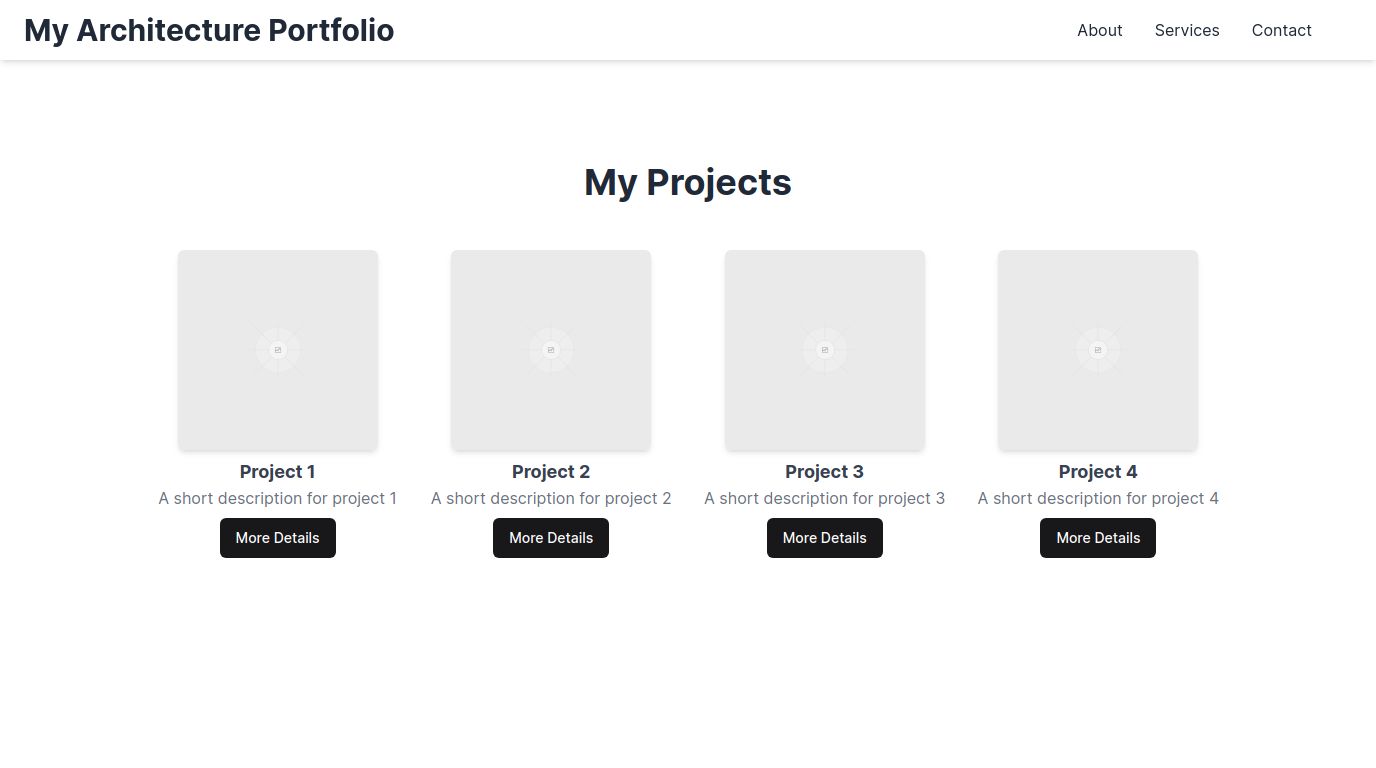 My Architecture Portfolio
About Services Contact
My Projects
Project 1
A short description for project 1
More Details
Project 2
A short description for project 2
More Details
Project 3
A short description for project 3
More Details
Project 4
A short description for project 4
More Details